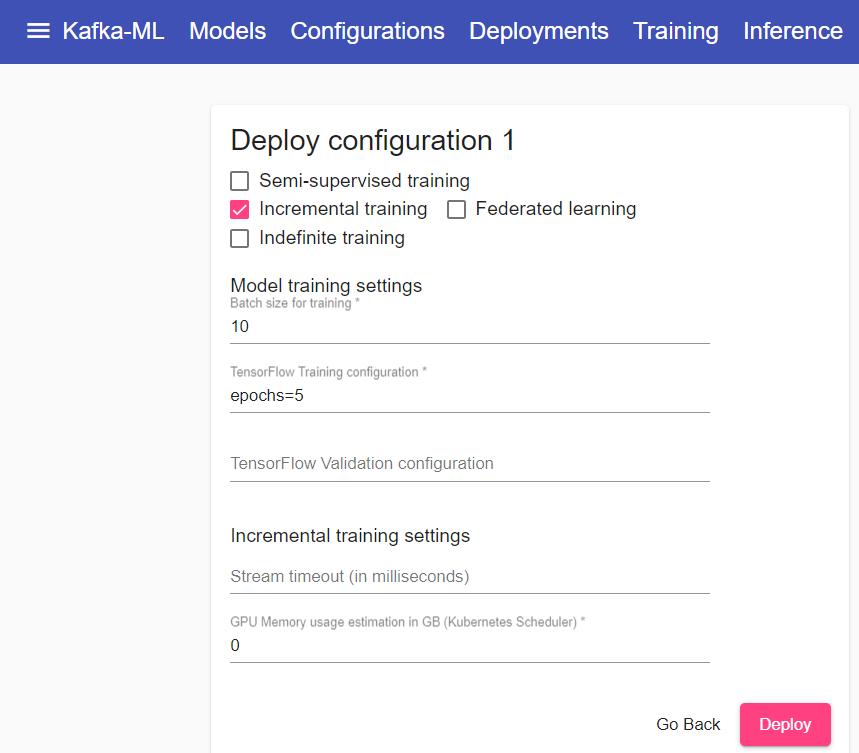 Kafka-ML Models Configurations Deployments Training Inference
Deploy configuration 1
Semi-supervised training
Incremental training Federated learning
Indefinite training
Model training settings
Batch size for training *
10
TensorFlow Training configuration *
epochs=5
TensorFlow Validation configuration
Incremental training settings
Stream timeout (in milliseconds)
GPU Memory usage estimation in GB (Kubernetes Scheduler) *
0
Go Back Deploy